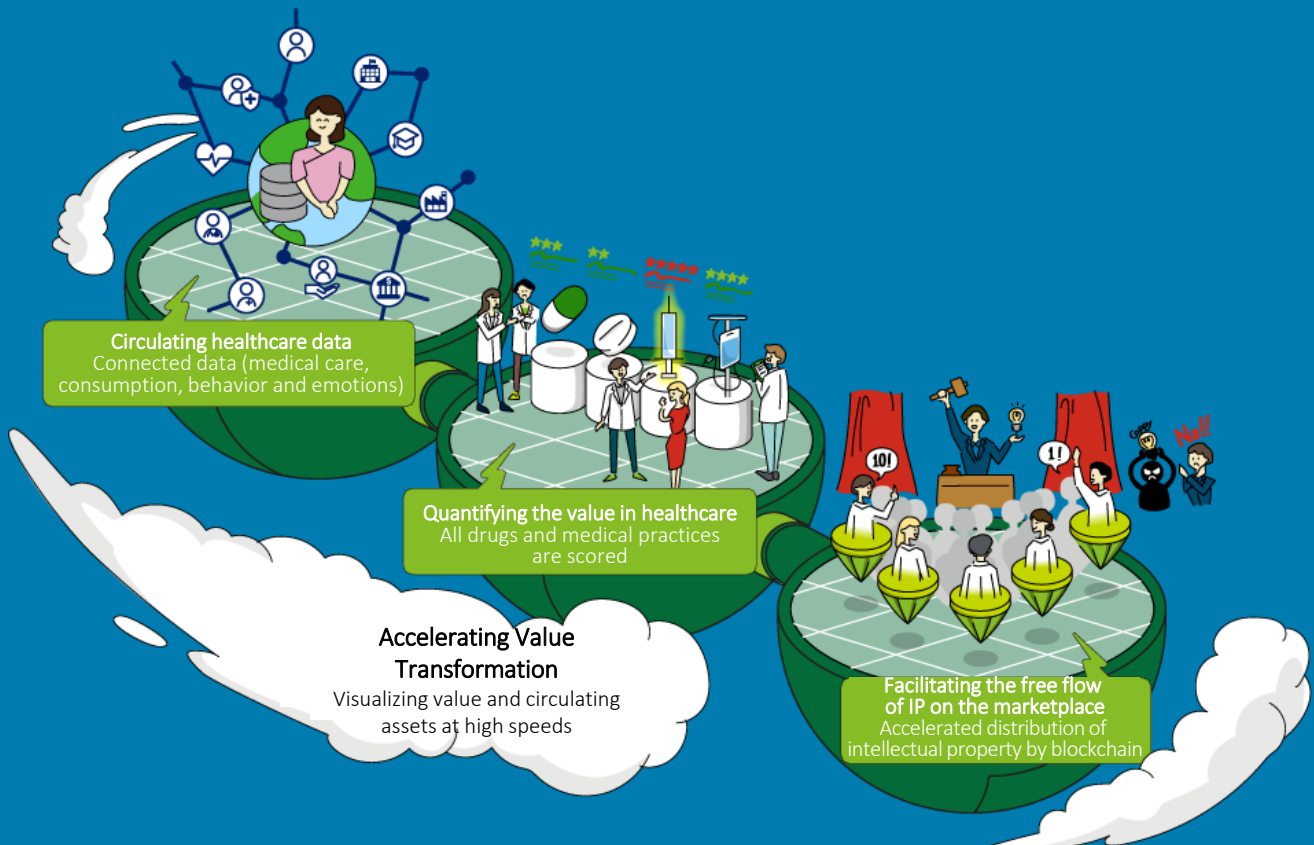 Circulating healthcare data
Connected data (medical care,
consumption, behavior and emotions)
Quantifying the value in healthcare
All drugs and medical practices
are scored
Accelerating Value
Transformation
Visualizing value and circulating
assets at high speeds
10!
1!
Copy
No!!
Facilitating the free flow
of IP on the marketplace
Accelerated distribution of
intellectual property by blockchain